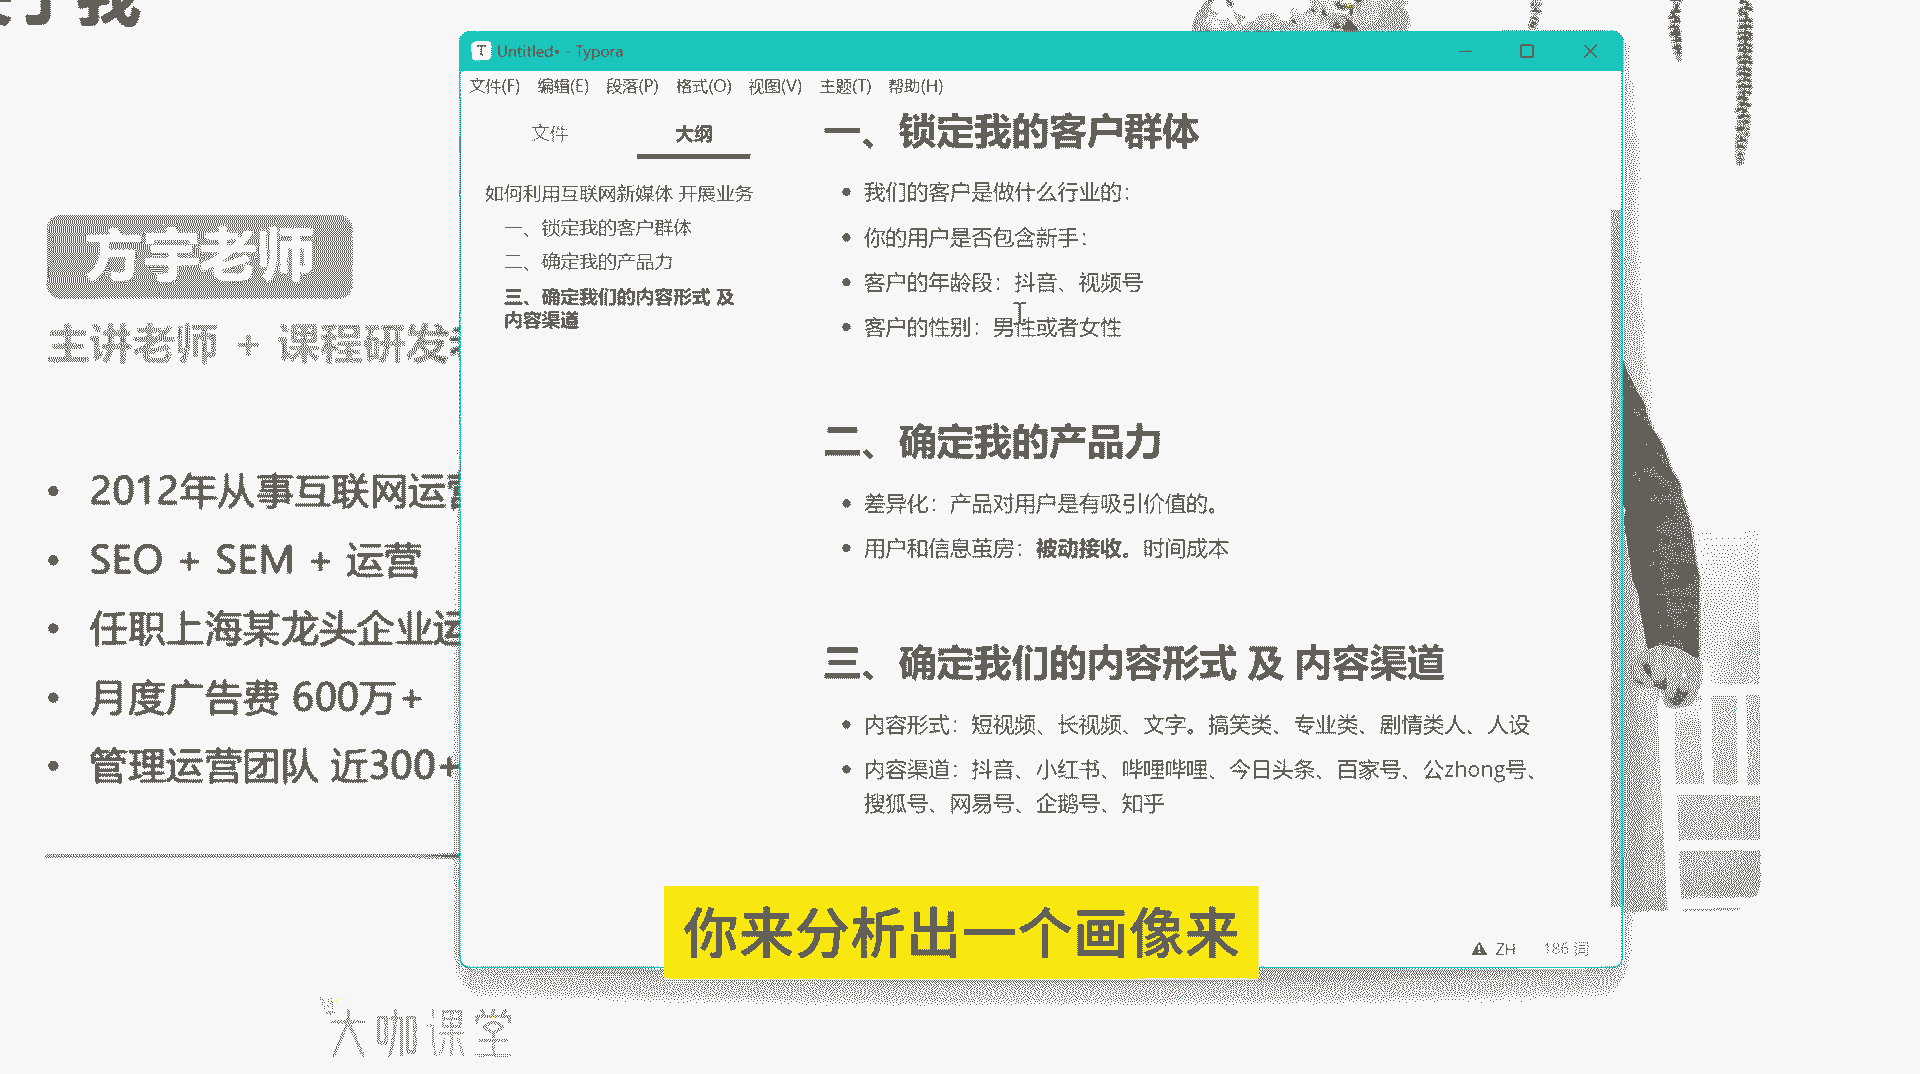 我
方宇老师
主讲老师 + 课程研发
2012年从事互联网运营
SEO + SEM + 运营
任职上海某龙头企业运
月度广告费 600万+
管理运营团队 近300+
大咖课堂
T Untitled• - Typora
文件(F) 编辑(E) 段落(P) 格式(O) 视图(V) 主题(T) 帮助(H)
文件 大纲
如何利用互联网新媒体 开展业务
一、锁定我的客户群体
二、确定我的产品力
三、确定我们的内容形式 及
内容渠道
一、锁定我的客户群体
我们的客户是做什么行业的：
你的用户是否包含新手：
客户的年龄段：抖音、视频号
客户的性别：男性或者女性
二、确定我的产品力
差异化：产品对用户是有吸引价值的。
用户和信息茧房：被动接收。时间成本
三、确定我们的内容形式 及 内容渠道
内容形式：短视频、长视频、文字。搞笑类、专业类、剧情类人、人设
内容渠道：抖音、小红书、哔哩哔哩、今日头条、百家号、公zhong号、
搜狐号、网易号、企鹅号、知乎
ZH 186 词
你来分析出一个画像来